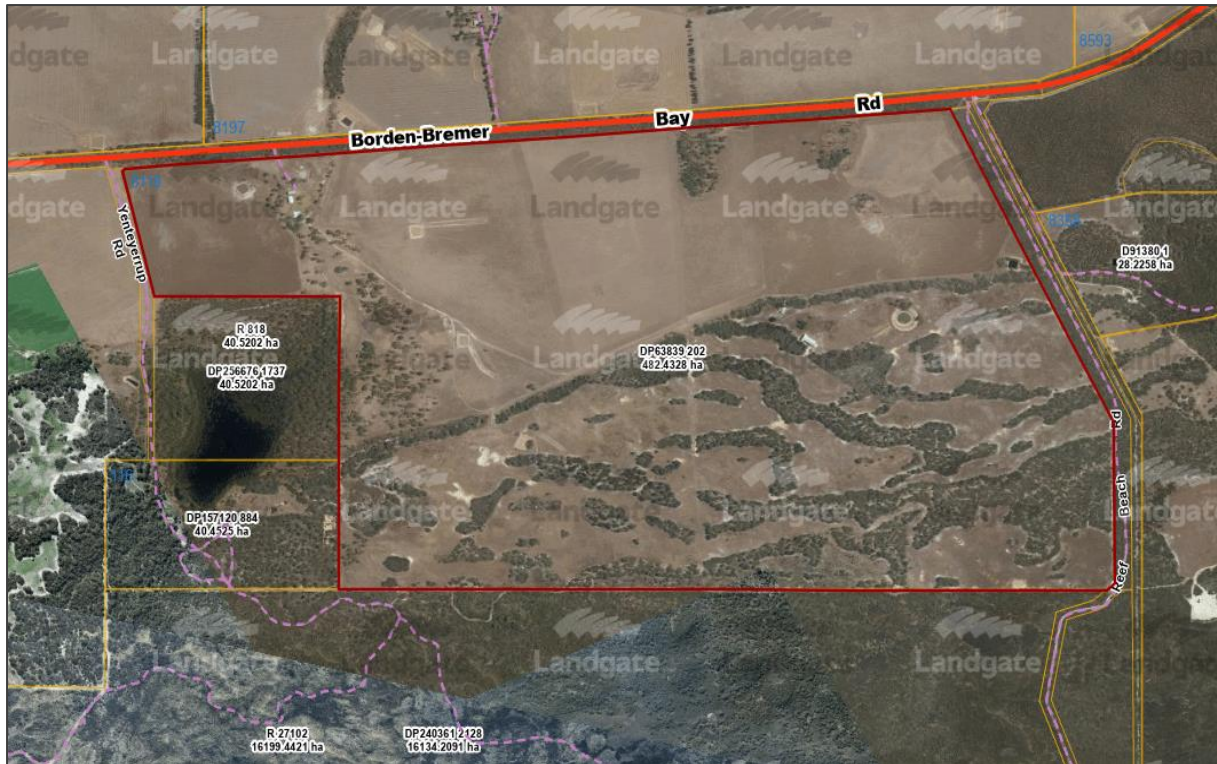 Landgate
8593
8197
Borden-Bremer Bay Rd
Yenteyerrup
Rd
R 818
40.5202 ha
DP256676 1737
40.5202 ha
DP63839 202
482.4328 ha
D91380 1
28.2258 ha
DP157120 884
40.4525 ha
Reef Beach Rd
R 27102
16199.4421 ha
DP240361 2128
16134.2091 ha